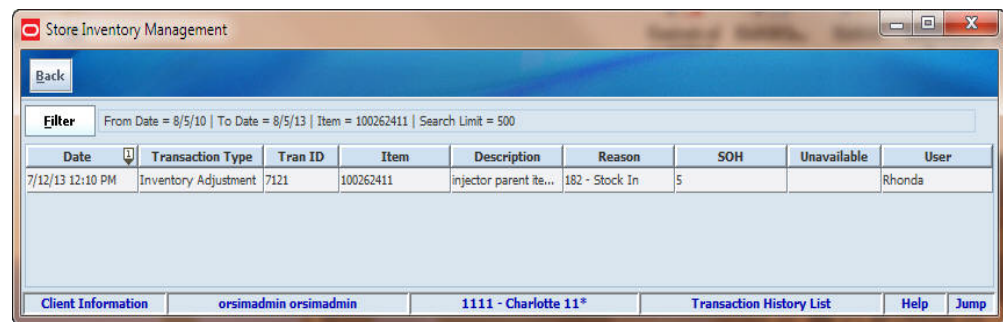 Store Inventory Management
Back
Filter From Date = 8/5/10 | To Date = 8/5/13 | Item = 100262411 | Search Limit = 500
Date 1 Transaction Type Tran ID Item Description Reason SOH Unavailable User
7/12/13 12:10 PM Inventory Adjustment 7121 100262411 injector parent ite... 182 - Stock In 5 Rhonda
Client Information orsimadmin orsimadmin 1111 - Charlotte 11* Transaction History List Help Jump